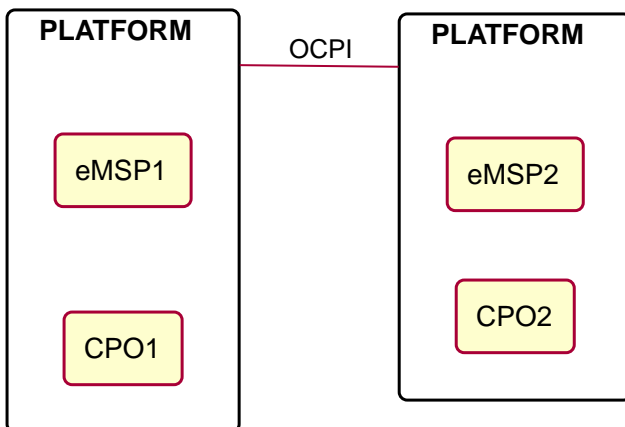 PLATFORM
OCPI
PLATFORM
eMSP1
eMSP2
CPO1
CPO2